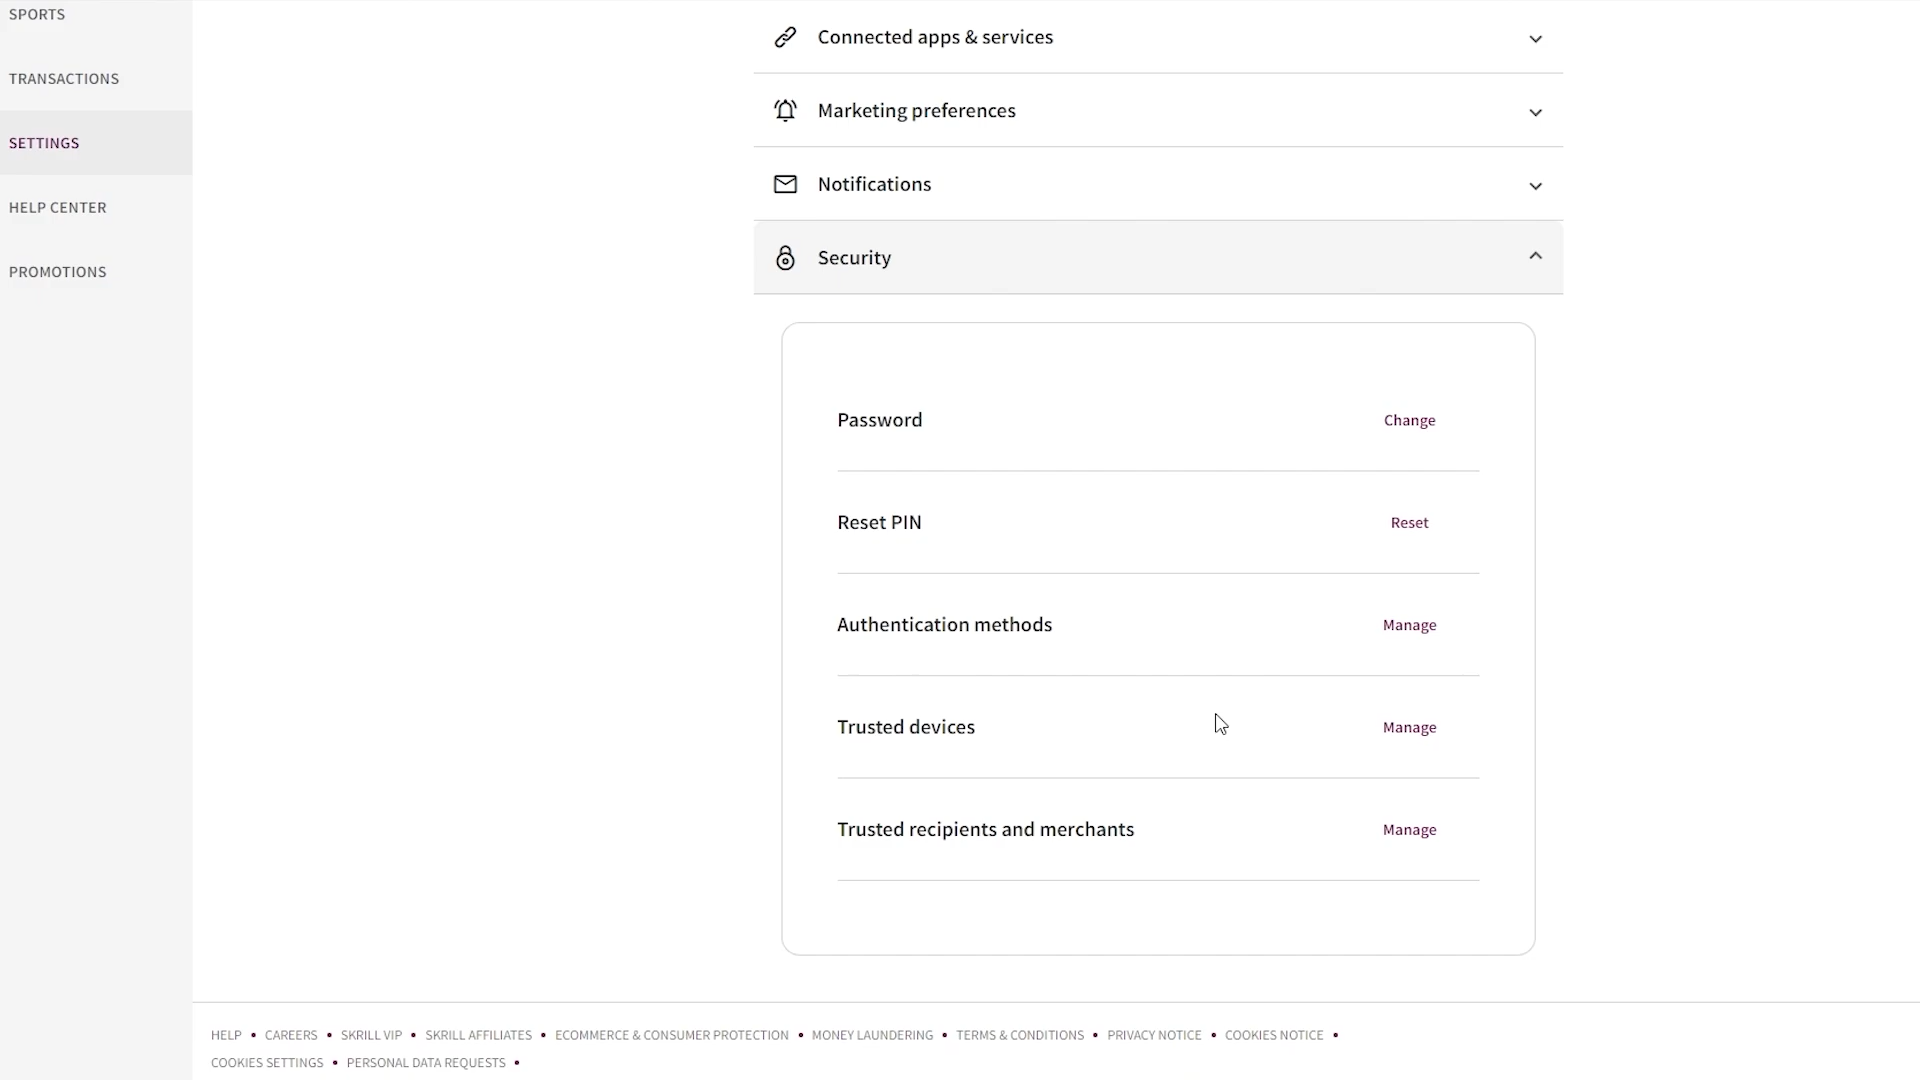 SPORTS
TRANSACTIONS
SETTINGS
HELP CENTER
PROMOTIONS
Connected apps & services
Marketing preferences
Notifications
Security
Password Change
Reset PIN Reset
Authentication methods Manage
Trusted devices Manage
Trusted recipients and merchants Manage
HELP • CAREERS • SKRILL VIP • SKRILL AFFILIATES • ECOMMERCE & CONSUMER PROTECTION • MONEY LAUNDERING • TERMS & CONDITIONS • PRIVACY NOTICE • COOKIES NOTICE •
COOKIES SETTINGS • PERSONAL DATA REQUESTS •